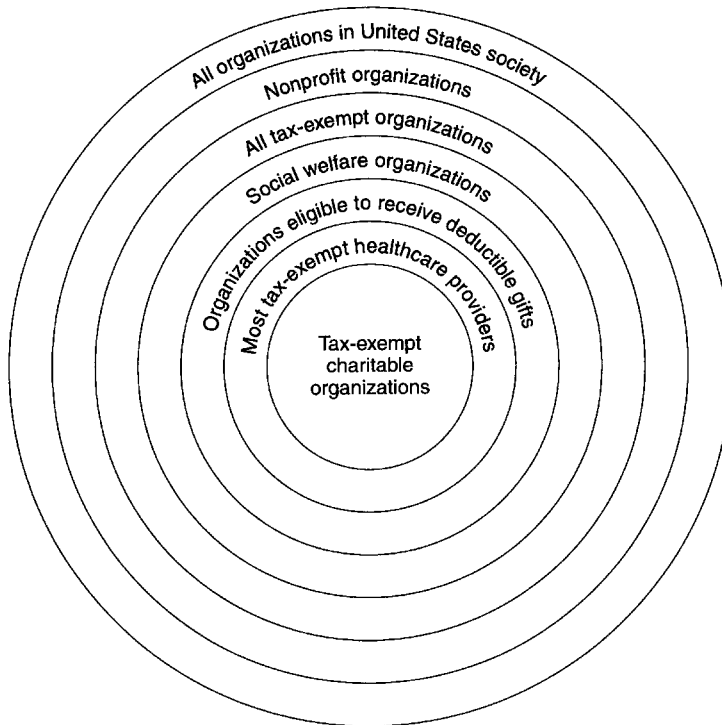 All organizations in United States society
Nonprofit organizations
All tax-exempt organizations
Social welfare organizations
Organizations eligible to receive deductible gifts
Most tax-exempt healthcare providers
Tax-exempt
charitable
organizations